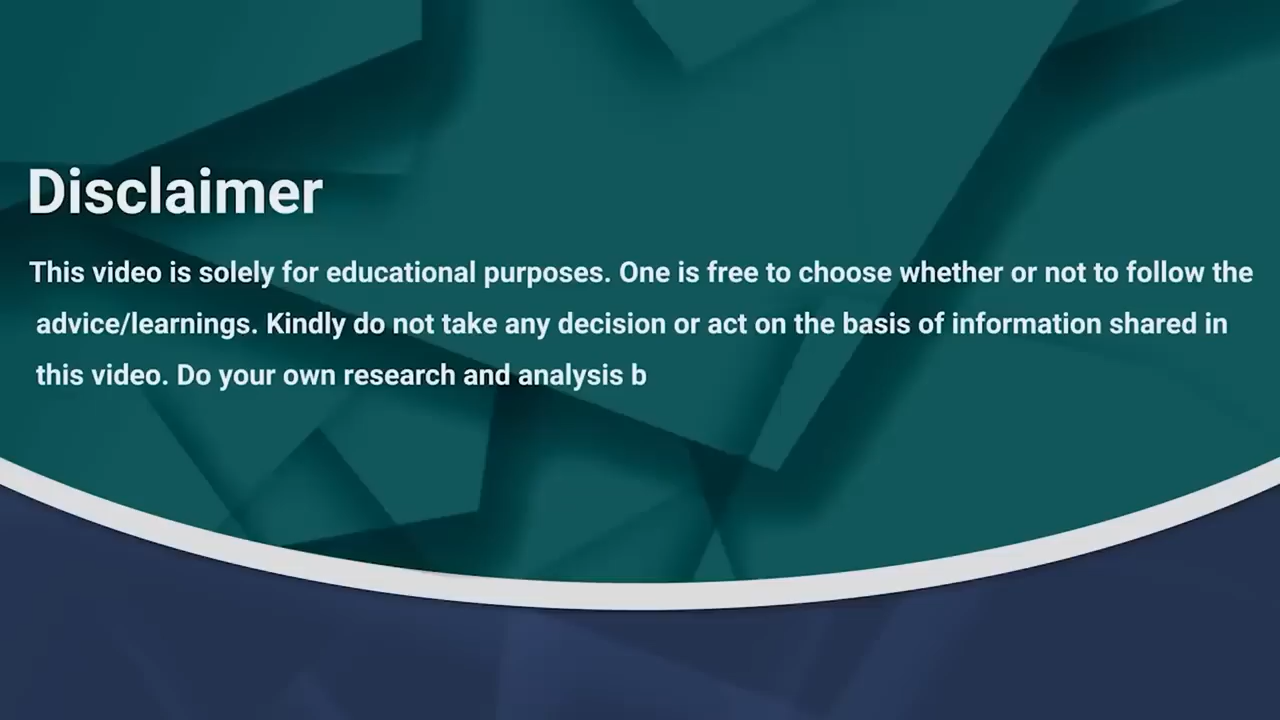 Disclaimer
This video is solely for educational purposes. One is free to choose whether or not to follow the
advice/learnings. Kindly do not take any decision or act on the basis of information shared in
this video. Do your own research and analysis b